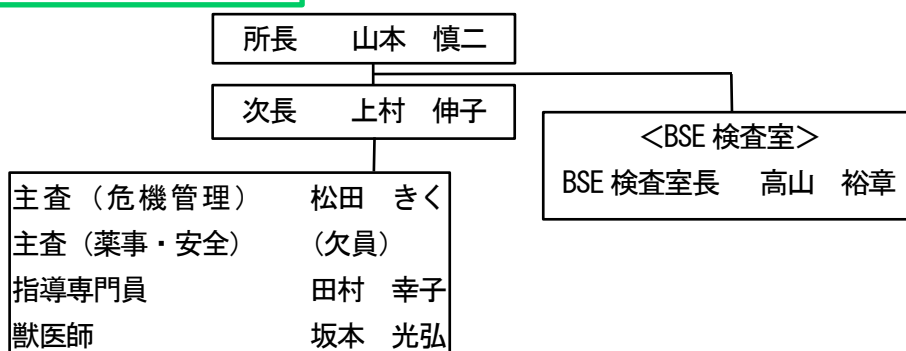 所長　　山本　慎二
次長　　上村　伸子
＜BSE 検査室＞
BSE 検査室長　　高山　裕章
主査（危機管理）　　松田　きく
主査（薬事・安全）　　（欠員）
指導専門員　　田村　幸子
獣医師　　坂本　光弘